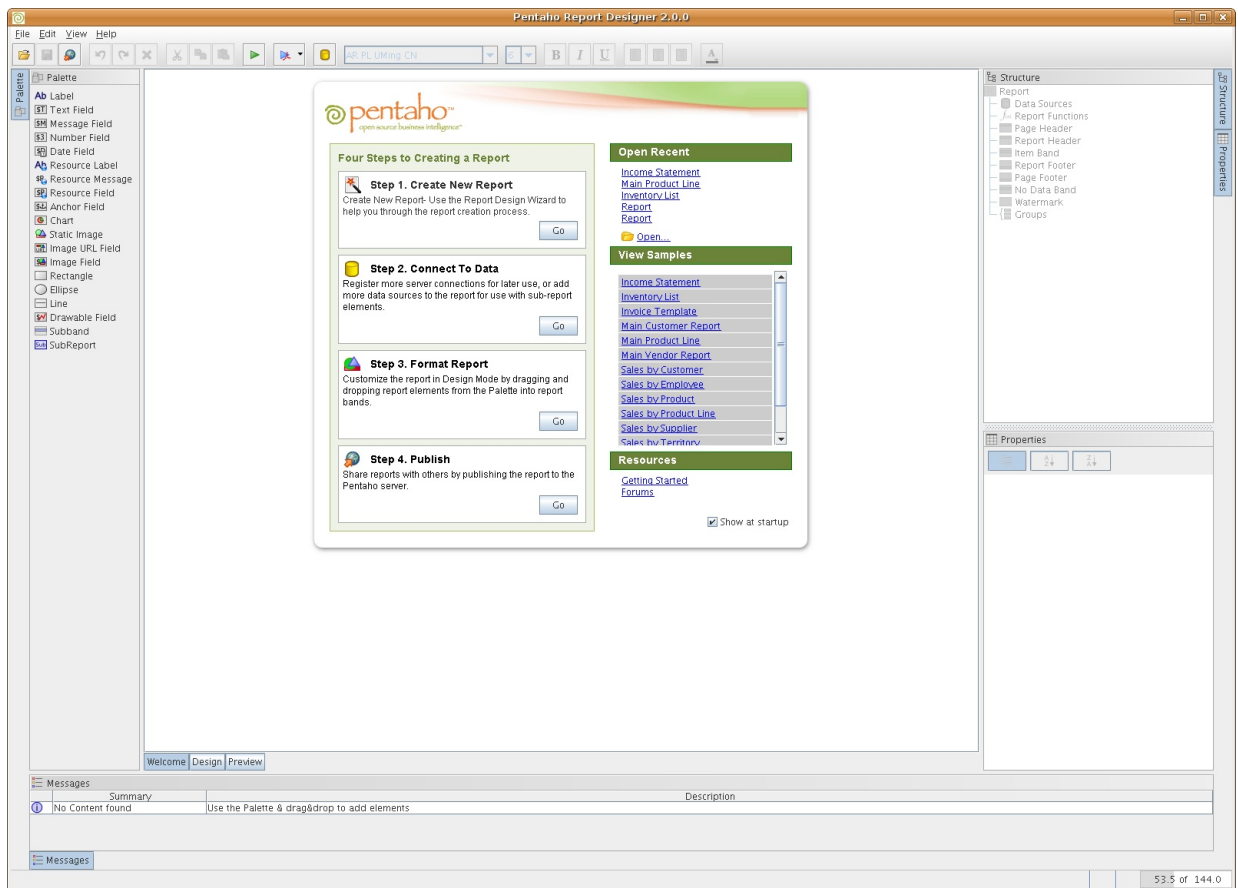 Pentaho Report Designer 2.0.0
File Edit View Help
AR PL UMing CN
6
B I U A
Palette
Palette
Ab Label
Text Field
Message Field
Number Field
Date Field
Resource Label
Resource Message
Resource Field
Anchor Field
Chart
Static Image
Image URL Field
Image Field
Rectangle
Ellipse
Line
Drawable Field
Subband
SubReport
pentaho™
open source business intelligence™
Four Steps to Creating a Report
Step 1. Create New Report
Create New Report- Use the Report Design Wizard to
help you through the report creation process.
Go
Step 2. Connect To Data
Register more server connections for later use, or add
more data sources to the report for use with sub-report
elements.
Go
Step 3. Format Report
Customize the report in Design Mode by dragging and
dropping report elements from the Palette into report
bands.
Go
Step 4. Publish
Share reports with others by publishing the report to the
Pentaho server.
Go
Open Recent
Income Statement
Main Product Line
Inventory List
Report
Report
Open...
View Samples
Income Statement
Inventory List
Invoice Template
Main Customer Report
Main Product Line
Main Vendor Report
Sales by Customer
Sales by Employee
Sales by Product
Sales by Product Line
Sales by Supplier
Sales by Territory
Resources
Getting Started
Forums
Show at startup
Structure
Report
Data Sources
Report Functions
Page Header
Report Header
Item Band
Report Footer
Page Footer
No Data Band
Watermark
Groups
Structure
Properties
Properties
Welcome Design Preview
Messages
Summary Description
No Content found Use the Palette & drag&drop to add elements
Messages
53.5 of 144.0